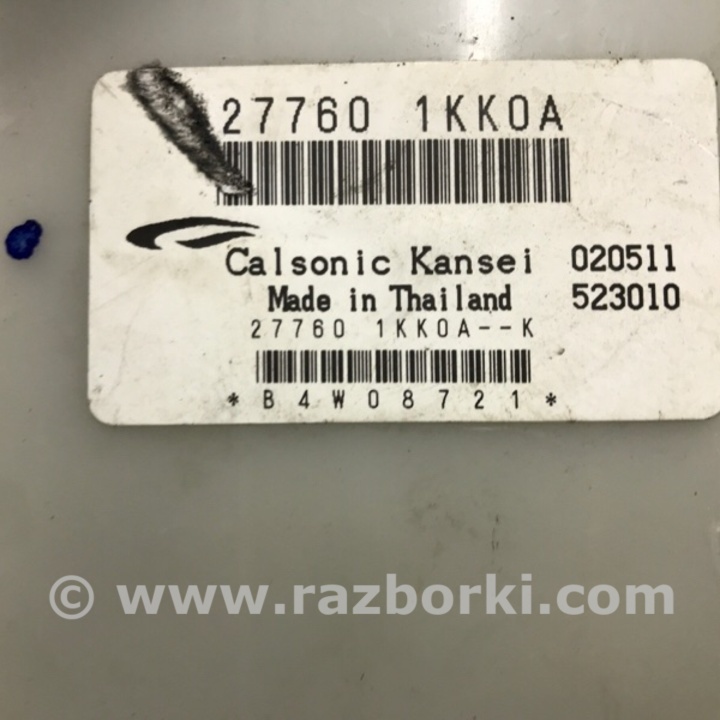 27760 1KK0A
Calsonic Kansei 020511
Made in Thailand 523010
27760 1KK0A--K
*B4W08721*
© www.razborki.com